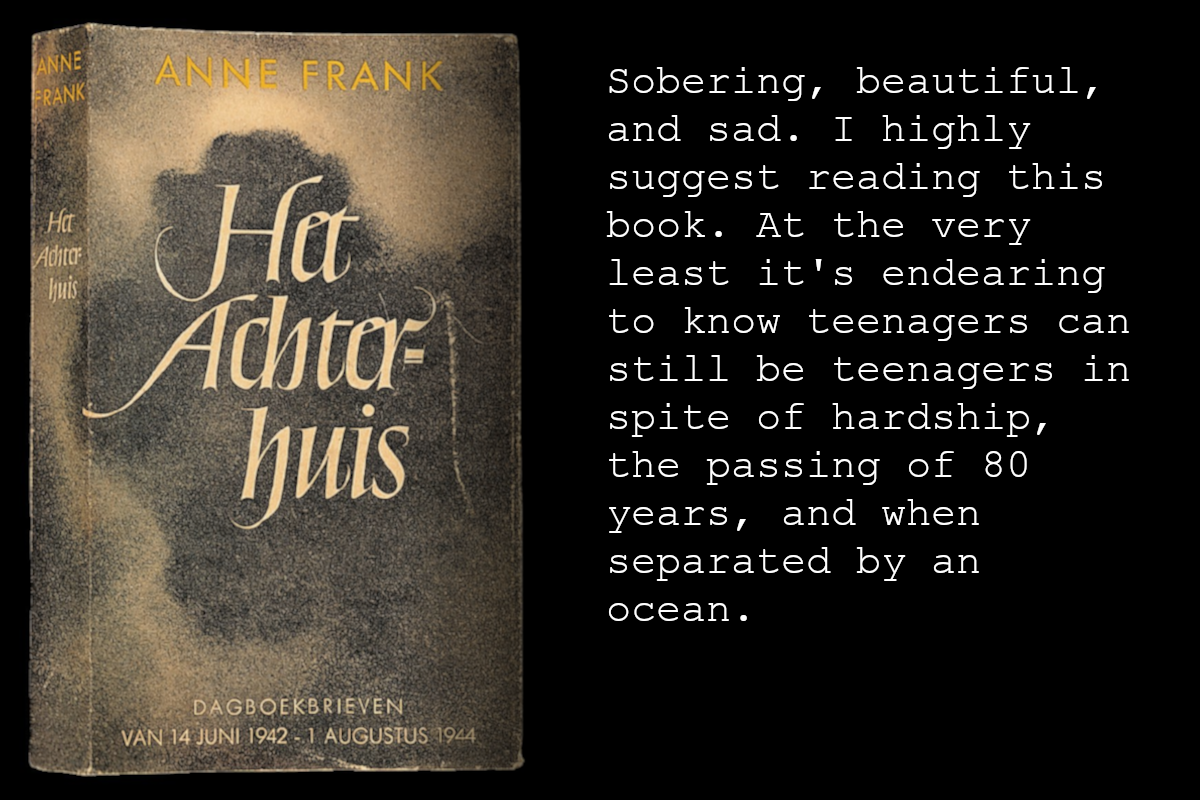 ANNE
FRANK
Het
Achter-
huis
ANNE FRANK
Het
Achter-
huis
DAGBOEKBRIEVEN
VAN 14 JUNI 1942 - 1 AUGUSTUS 1944
Sobering, beautiful,
and sad. I highly
suggest reading this
book. At the very
least it's endearing
to know teenagers can
still be teenagers in
spite of hardship,
the passing of 80
years, and when
separated by an
ocean.